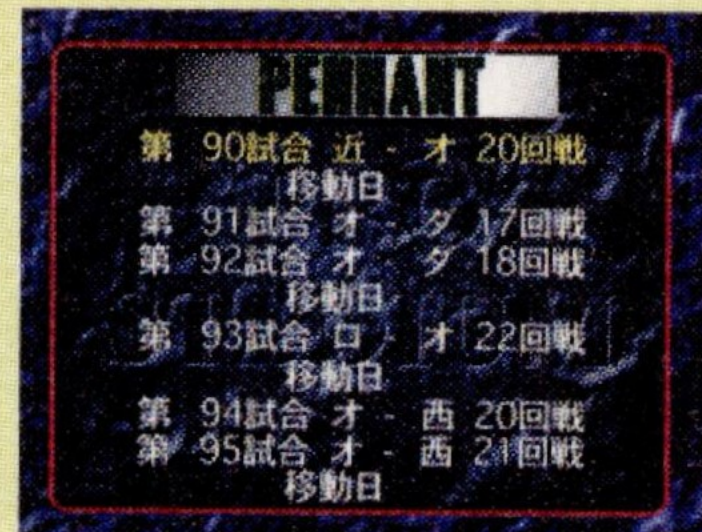 PENNANT
第 90試合 近 - オ 20回戦
移動日
第 91試合 オ - ダ 17回戦
第 92試合 オ - ダ 18回戦
移動日
第 93試合 ロ - オ 22回戦
移動日
第 94試合 オ - 西 20回戦
第 95試合 オ - 西 21回戦
移動日